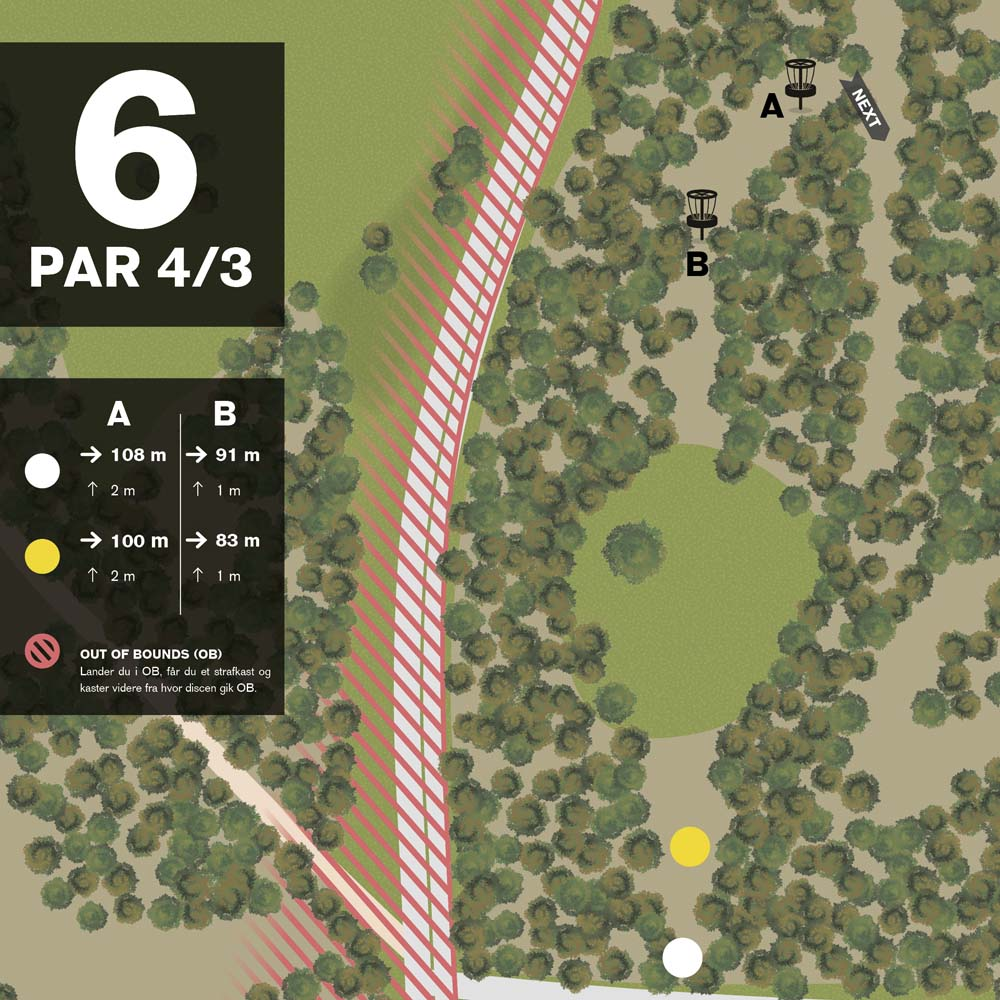 6
PAR 4/3
A B
→ 108 m → 91 m
↑ 2 m ↑ 1 m
→ 100 m → 83 m
↑ 2 m ↑ 1 m
OUT OF BOUNDS (OB)
Lander du i OB, får du et strafkast og
kaster videre fra hvor discen gik OB.
A
NEXT
B